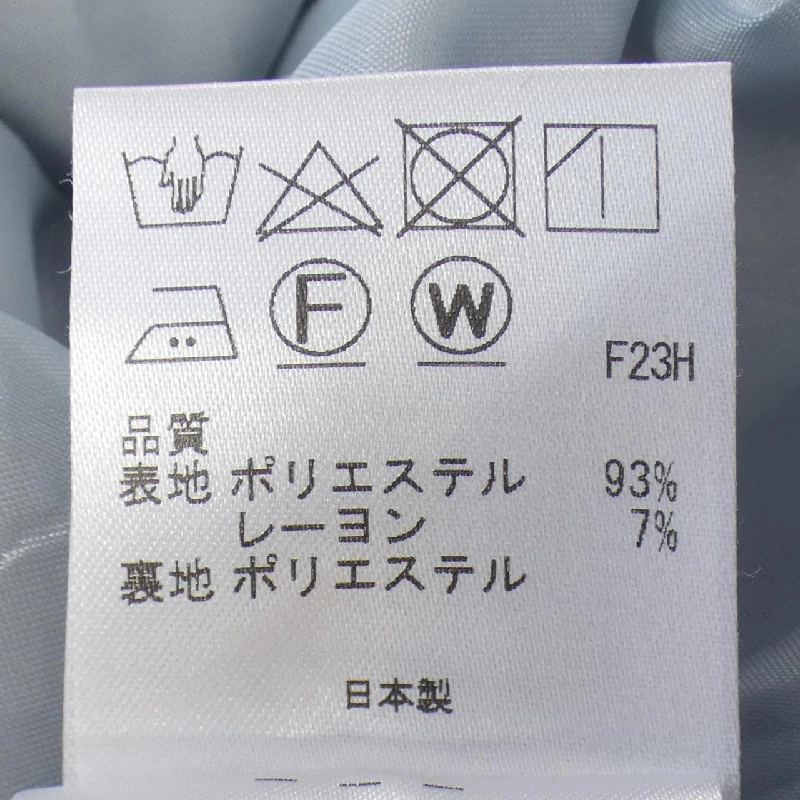 F W
F23H
品質
表地 ポリエステル 93%
レーヨン 7%
裏地 ポリエステル
日本製